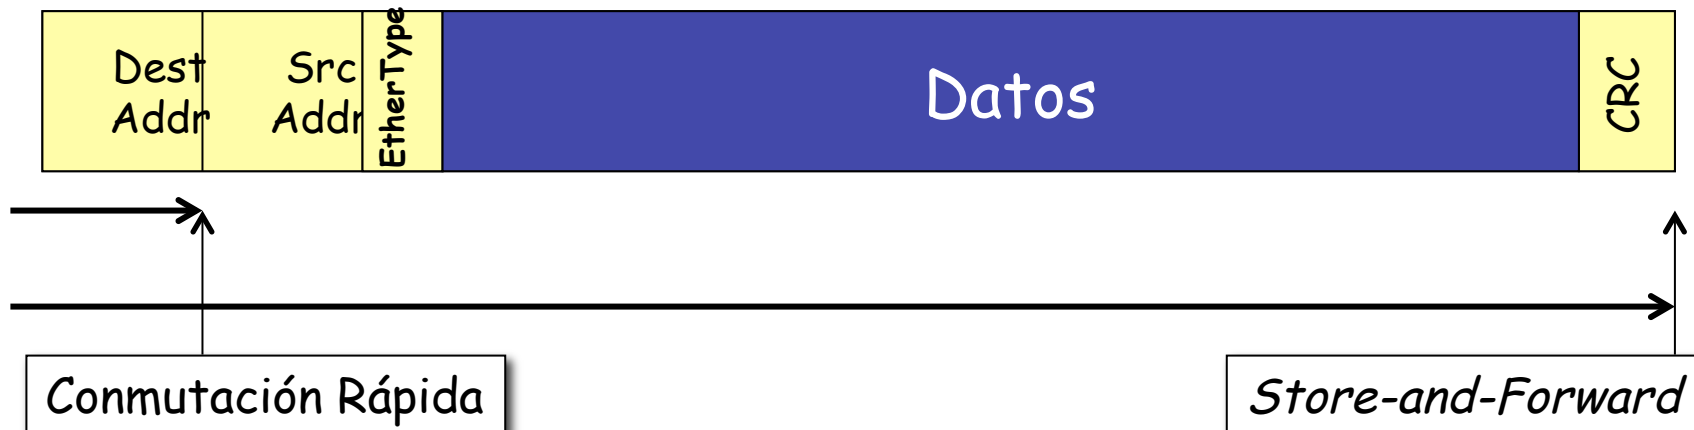 Dest
Addr
Src
Addr
EtherType
Datos
CRC
Conmutación Rápida
Store-and-Forward